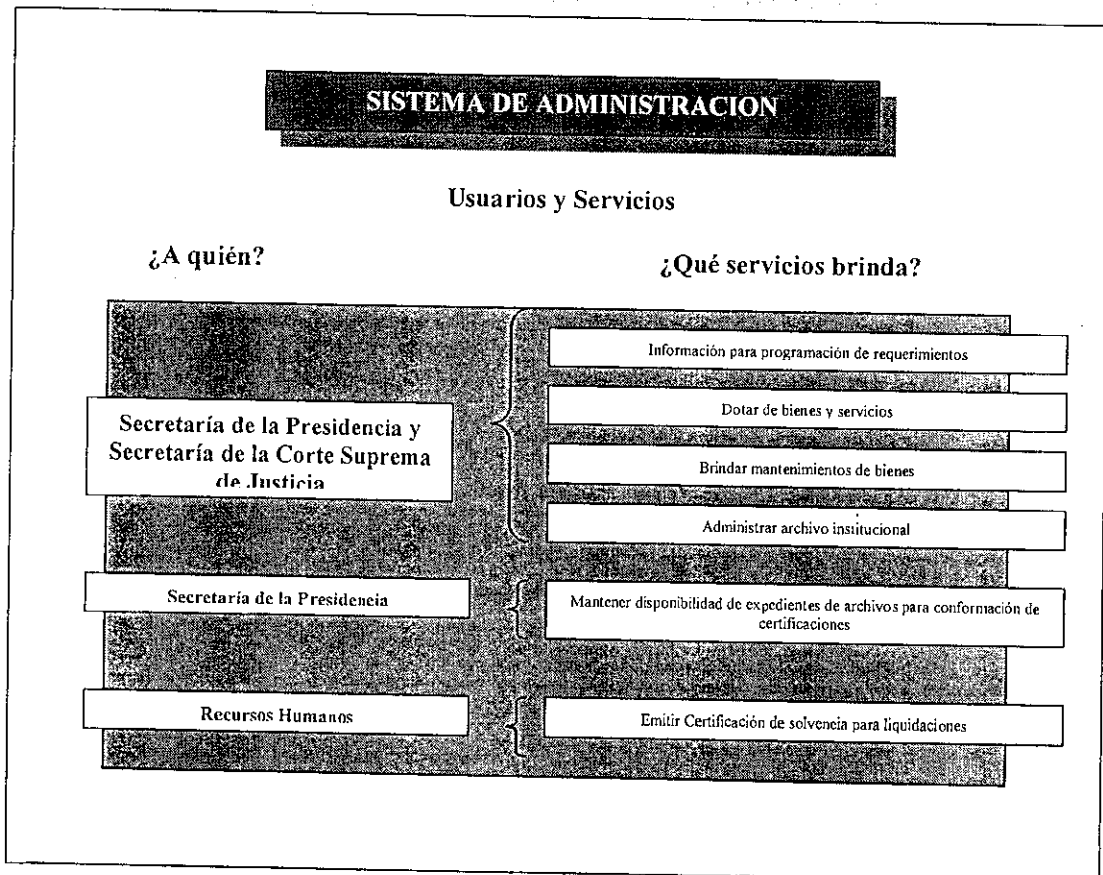 SISTEMA DE ADMINISTRACION
Usuarios y Servicios
¿A quién?
¿Qué servicios brinda?
Secretaría de la Presidencia y
Secretaría de la Corte Suprema
de Justicia
Información para programación de requerimientos
Dotar de bienes y servicios
Brindar mantenimientos de bienes
Administrar archivo institucional
Secretaría de la Presidencia
Mantener disponibilidad de expedientes de archivos para conformación de
certificaciones
Recursos Humanos
Emitir Certificación de solvencia para liquidaciones